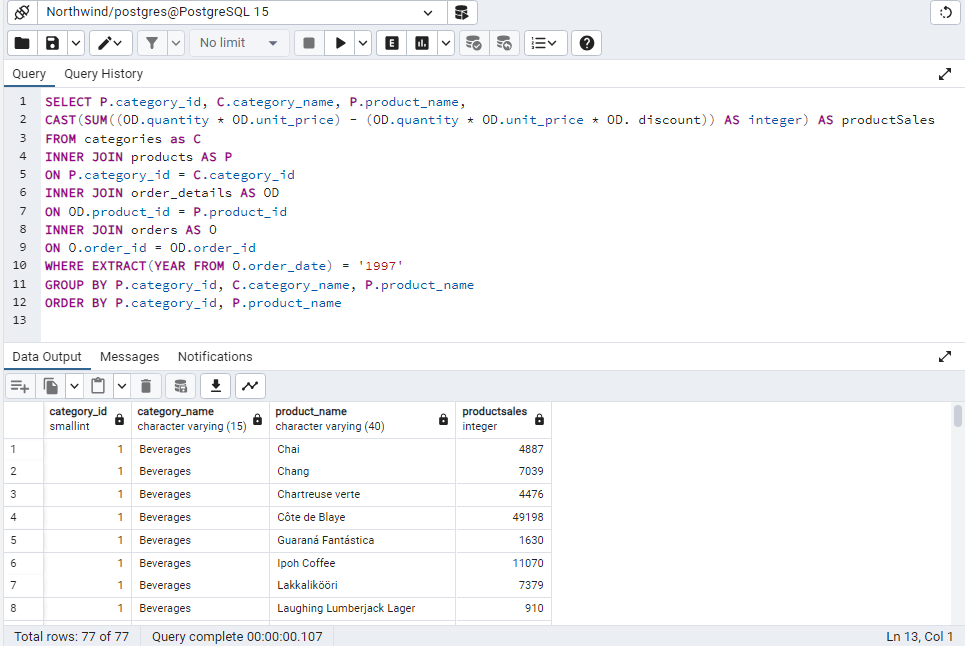 Northwind/postgres@PostgreSQL 15
No limit
E
Query Query History
1 SELECT P.category_id, C.category_name, P.product_name,
2 CAST(SUM((OD.quantity * OD.unit_price) - (OD.quantity * OD.unit_price * OD. discount)) AS integer) AS productSales
3 FROM categories as C
4 INNER JOIN products AS P
5 ON P.category_id = C.category_id
6 INNER JOIN order_details AS OD
7 ON OD.product_id = P.product_id
8 INNER JOIN orders AS O
9 ON O.order_id = OD.order_id
10 WHERE EXTRACT(YEAR FROM O.order_date) = '1997'
11 GROUP BY P.category_id, C.category_name, P.product_name
12 ORDER BY P.category_id, P.product_name
13
Data Output Messages Notifications
category_id category_name product_name productsales
smallint character varying (15) character varying (40) integer
1 1 Beverages Chai 4887
2 1 Beverages Chang 7039
3 1 Beverages Chartreuse verte 4476
4 1 Beverages Côte de Blaye 49198
5 1 Beverages Guaraná Fantástica 1630
6 1 Beverages Ipoh Coffee 11070
7 1 Beverages Lakkalikööri 7379
8 1 Beverages Laughing Lumberjack Lager 910
Total rows: 77 of 77 Query complete 00:00:00.107 Ln 13, Col 1